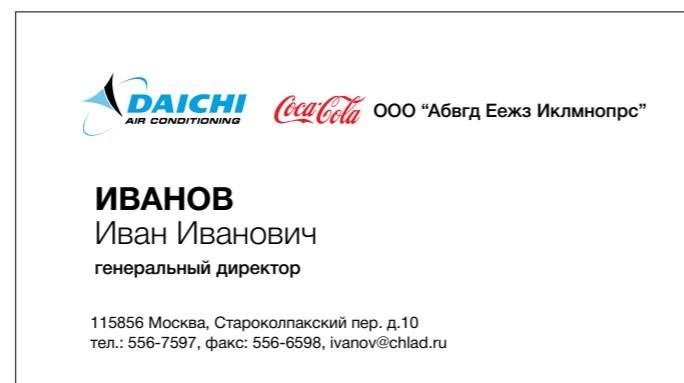 DAICHI
AIR CONDITIONING
Coca-Cola ООО “Абвгд Еежз Иклмнопрс”
ИВАНОВ
Иван Иванович
генеральный директор
115856 Москва, Староколпакский пер. д.10
тел.: 556-7597, факс: 556-6598, ivanov@chlad.ru